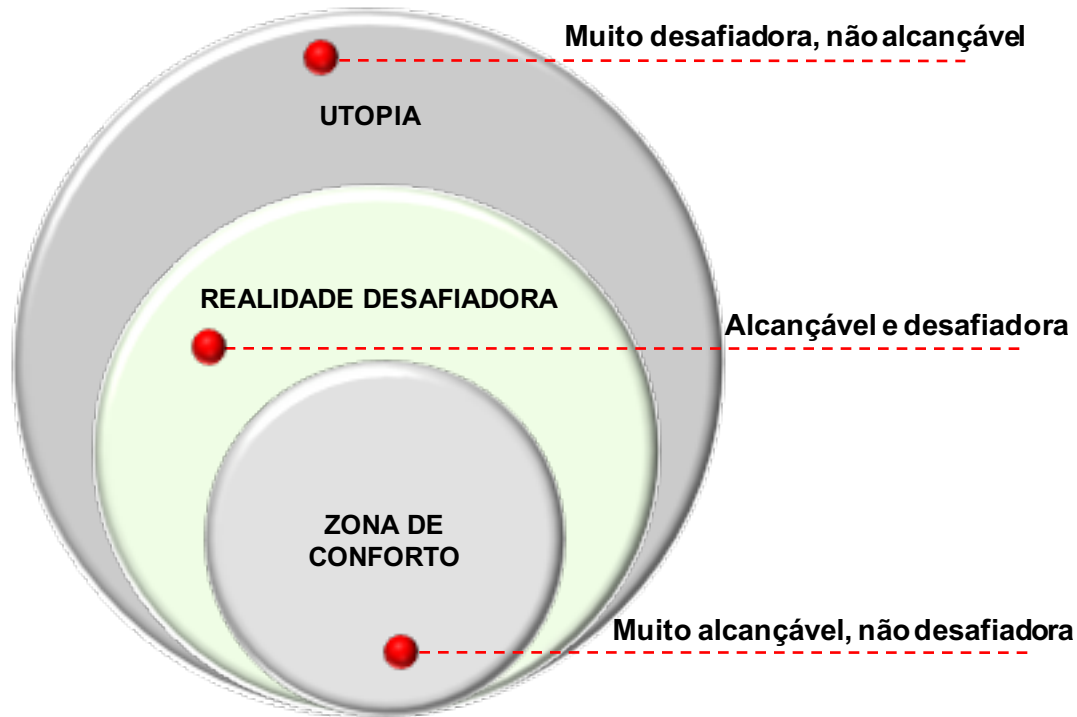 Muito desafiadora, não alcançável
UTOPIA
REALIDADE DESAFIADORA
Alcançável e desafiadora
ZONA DE
CONFORTO
Muito alcançável, não desafiadora